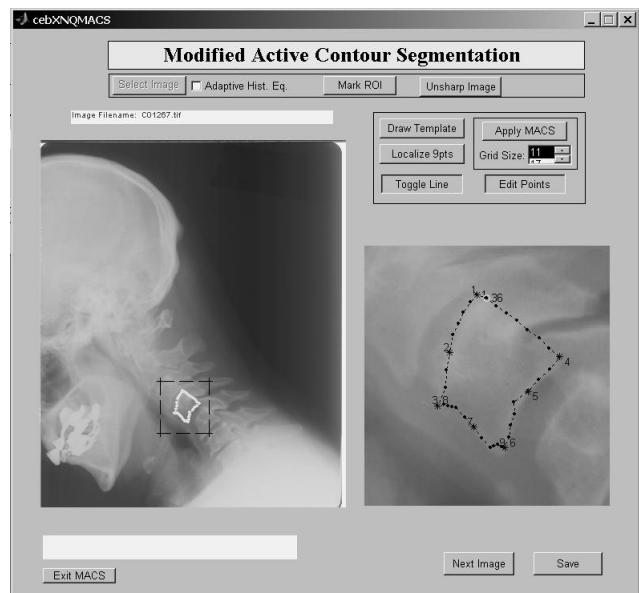 cebXNQMACS
Modified Active Contour Segmentation
Select Image Adaptive Hist. Eq. Mark ROI Unsharp Image
Image Filename: C01267.tif
Draw Template Apply MACS
Localize 9pts Grid Size: 11
Toggle Line Edit Points
1 1 36
2
4
5
3 8
7
9 6
Next Image Save
Exit MACS